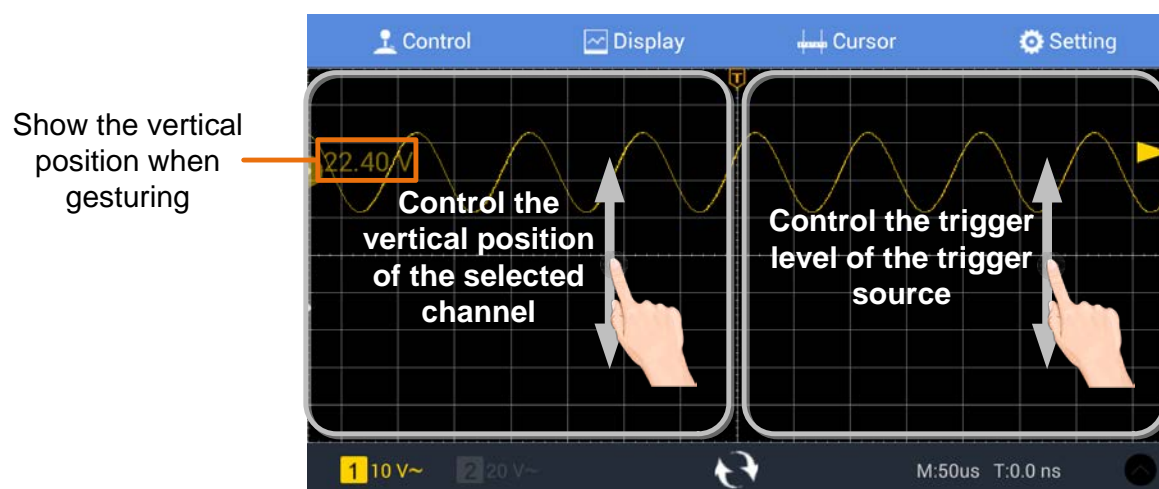 Control Display Cursor Setting
T
Show the vertical
position when
gesturing
22.40 V
Control the
vertical position
of the selected
channel
Control the trigger
level of the trigger
source
1 10 V~ 2 20 V~ M:50us T:0.0 ns